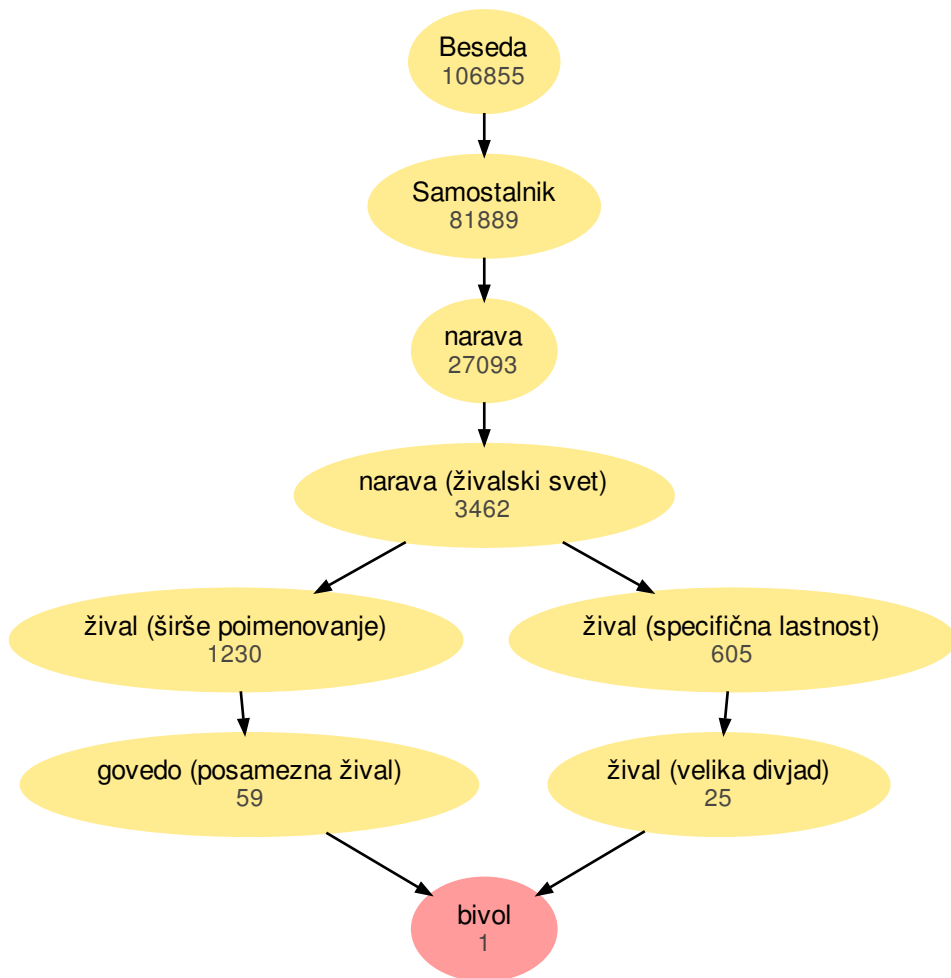 Beseda
106855
Samostalnik
81889
narava
27093
narava (živalski svet)
3462
žival (širše poimenovanje)
1230
žival (specifična lastnost)
605
govedo (posamezna žival)
59
žival (velika divjad)
25
bivol
1